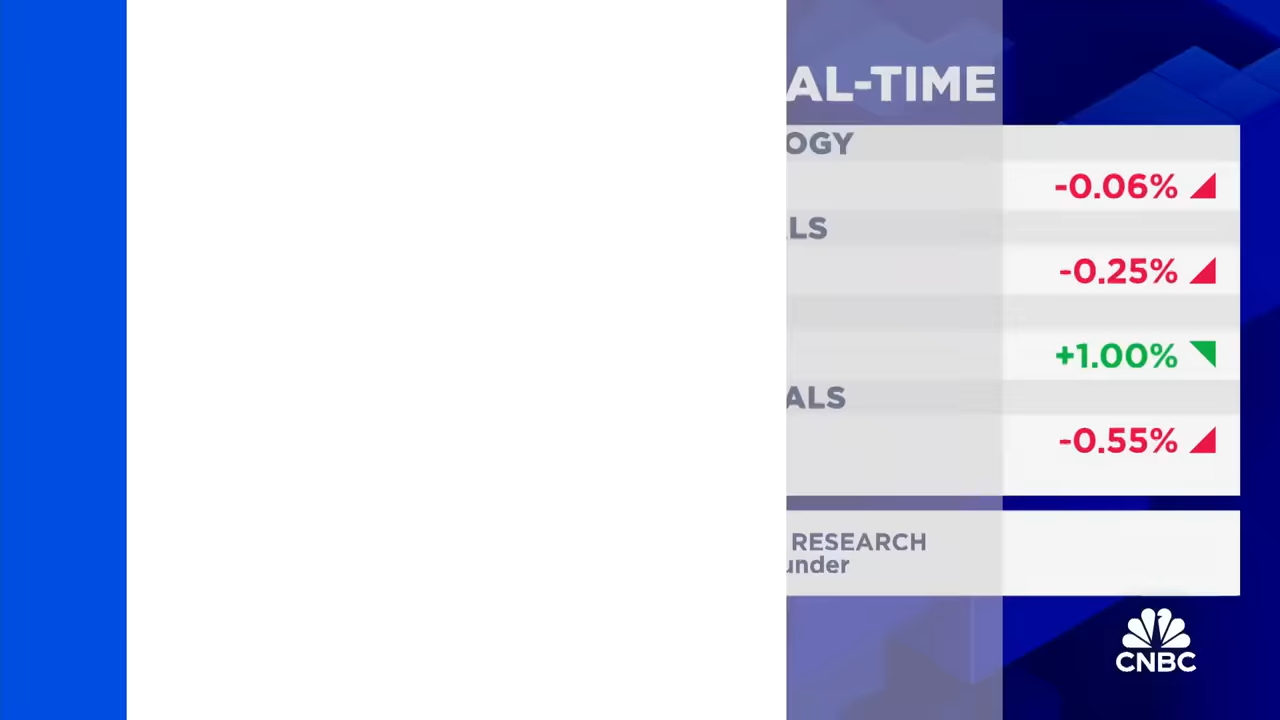 AL-TIME
OGY
-0.06%
LS
-0.25%
+1.00%
ALS
-0.55%
RESEARCH
under
CNBC